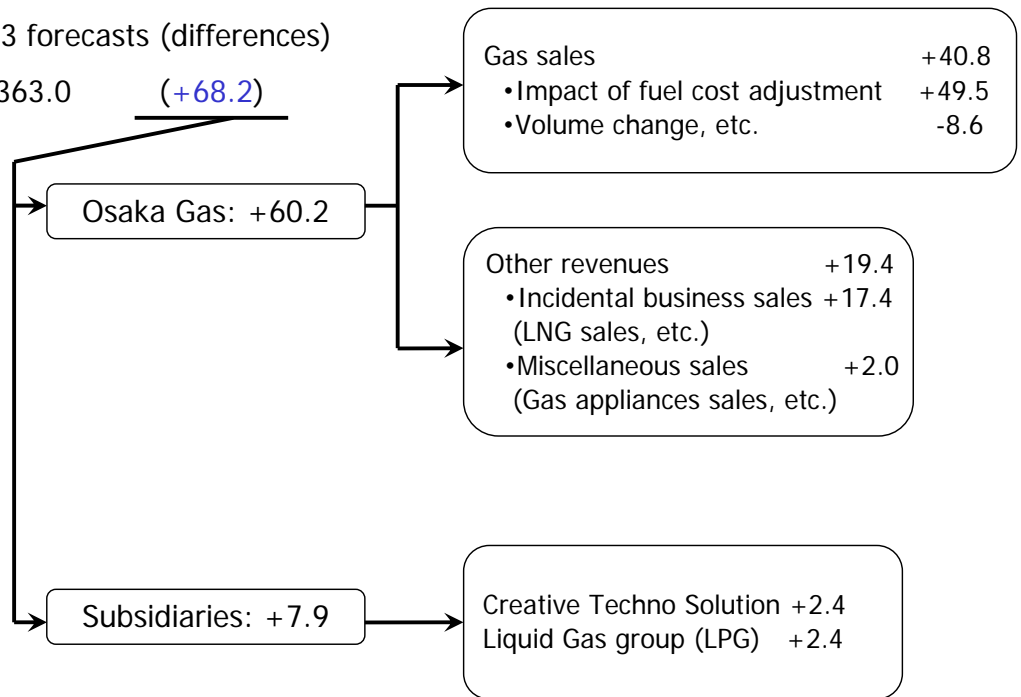 3 forecasts (differences)
363.0 (+68.2)
Gas sales +40.8
•Impact of fuel cost adjustment +49.5
•Volume change, etc. -8.6
Osaka Gas: +60.2
Other revenues +19.4
•Incidental business sales +17.4
(LNG sales, etc.)
•Miscellaneous sales +2.0
(Gas appliances sales, etc.)
Subsidiaries: +7.9
Creative Techno Solution +2.4
Liquid Gas group (LPG) +2.4